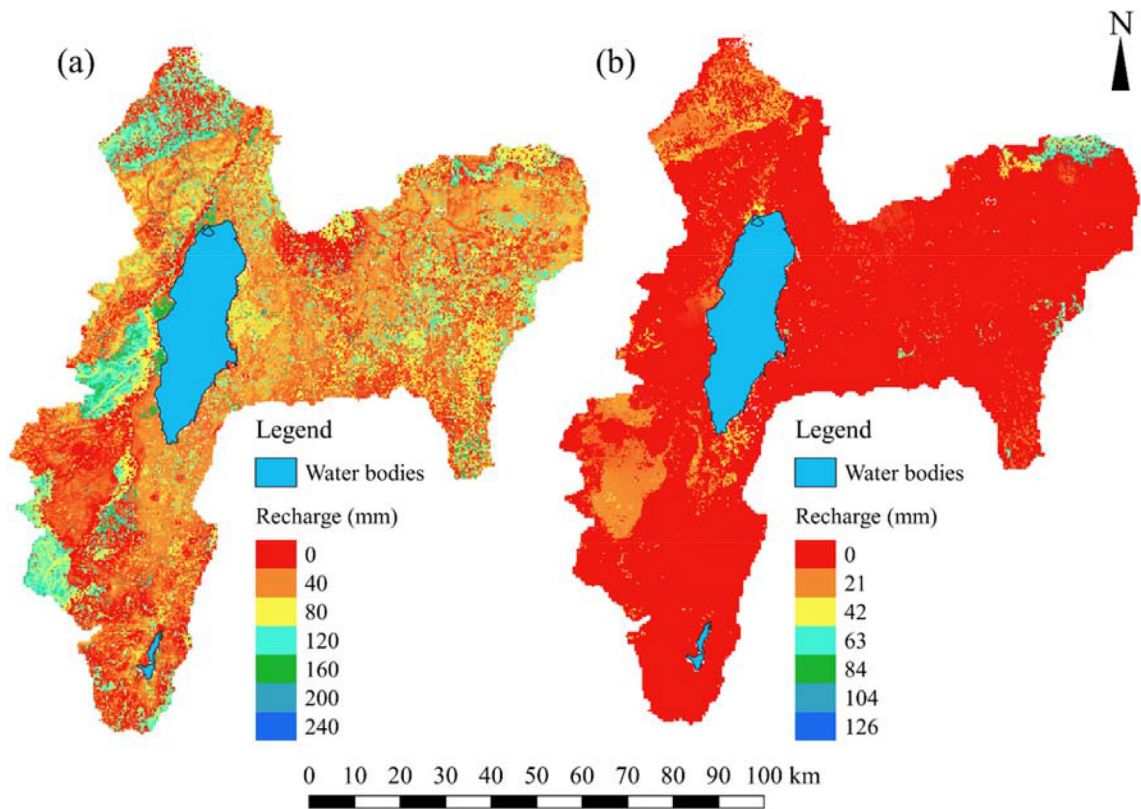 (a)
(b)
N
Legend
Water bodies
Recharge (mm)
0
40
80
120
160
200
240
Legend
Water bodies
Recharge (mm)
0
21
42
63
84
104
126
0 10 20 30 40 50 60 70 80 90 100 km